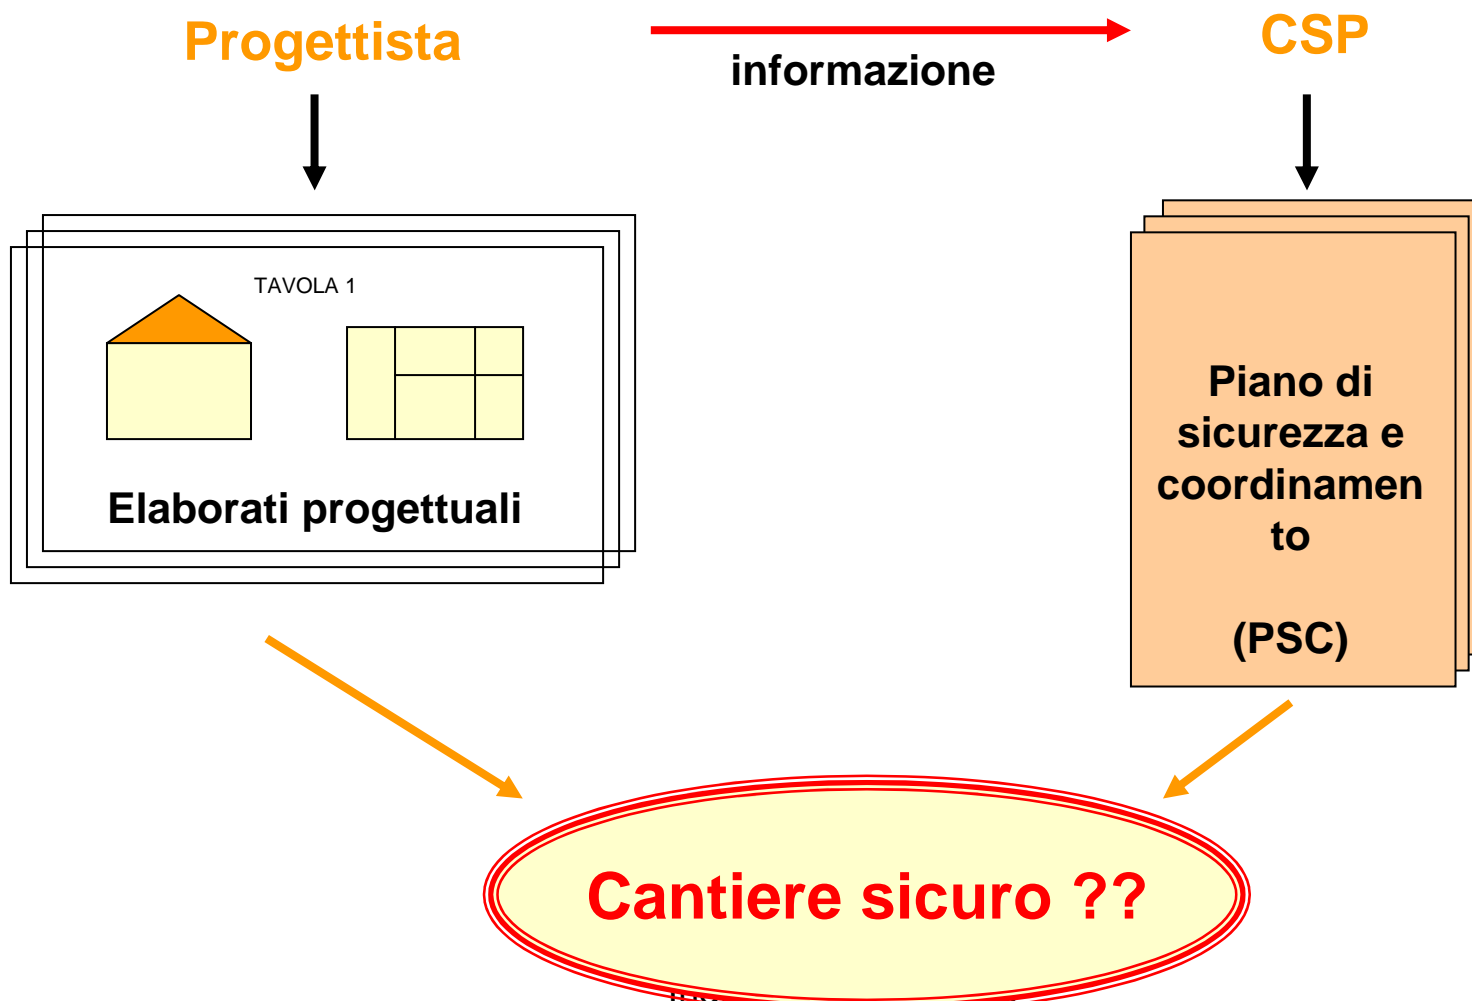 Progettista
CSP
informazione
TAVOLA 1
Elaborati progettuali
Piano di
sicurezza e
coordinamen
to
(PSC)
Cantiere sicuro ??